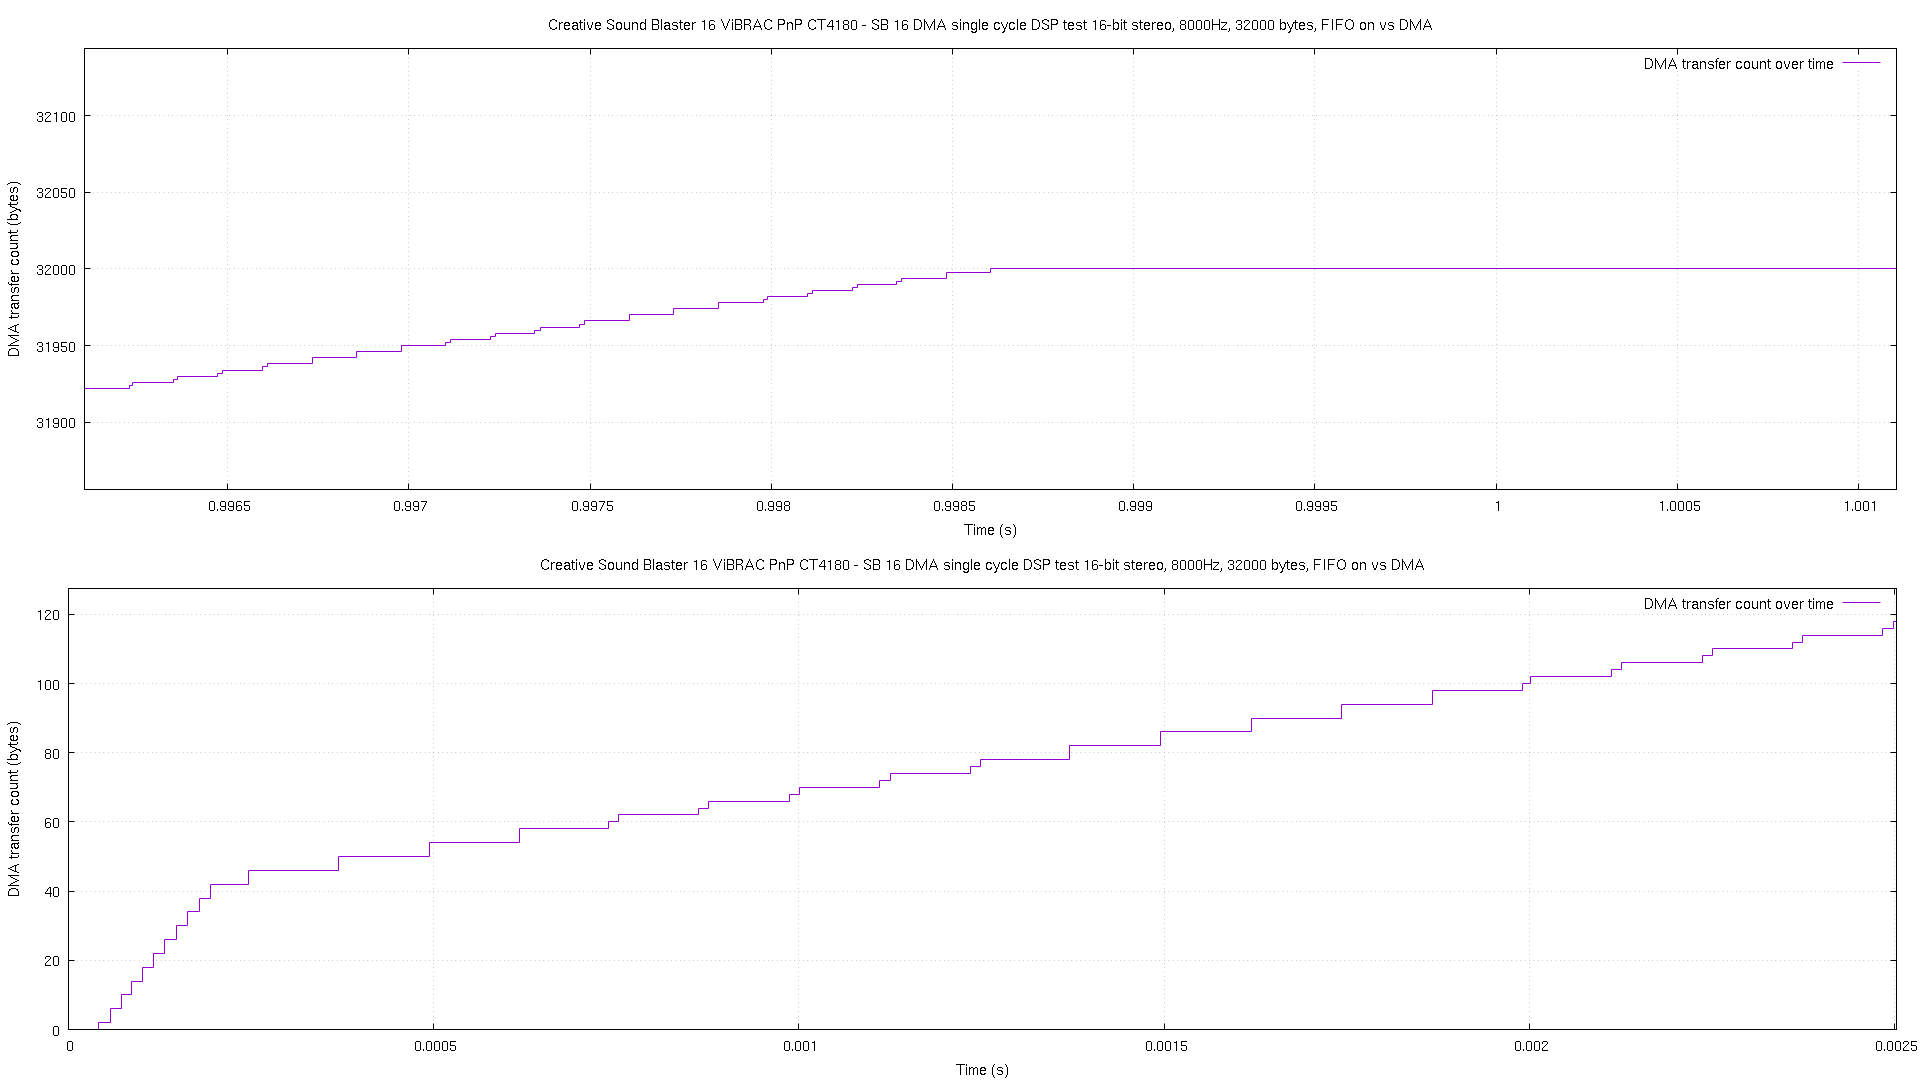 Creative Sound Blaster 16 ViBRAC PnP CT4180 - SB 16 DMA single cycle DSP test 16-bit stereo, 8000Hz, 32000 bytes, FIFO on vs DMA
DMA transfer count over time
32100
32050
32000
31950
31900
DMA transfer count (bytes)
0.9965 0.997 0.9975 0.998 0.9985 0.999 0.9995 1 1.0005 1.001
Time (s)
Creative Sound Blaster 16 ViBRAC PnP CT4180 - SB 16 DMA single cycle DSP test 16-bit stereo, 8000Hz, 32000 bytes, FIFO on vs DMA
DMA transfer count over time
120
100
80
60
40
20
0
DMA transfer count (bytes)
0 0.0005 0.001 0.0015 0.002 0.0025
Time (s)